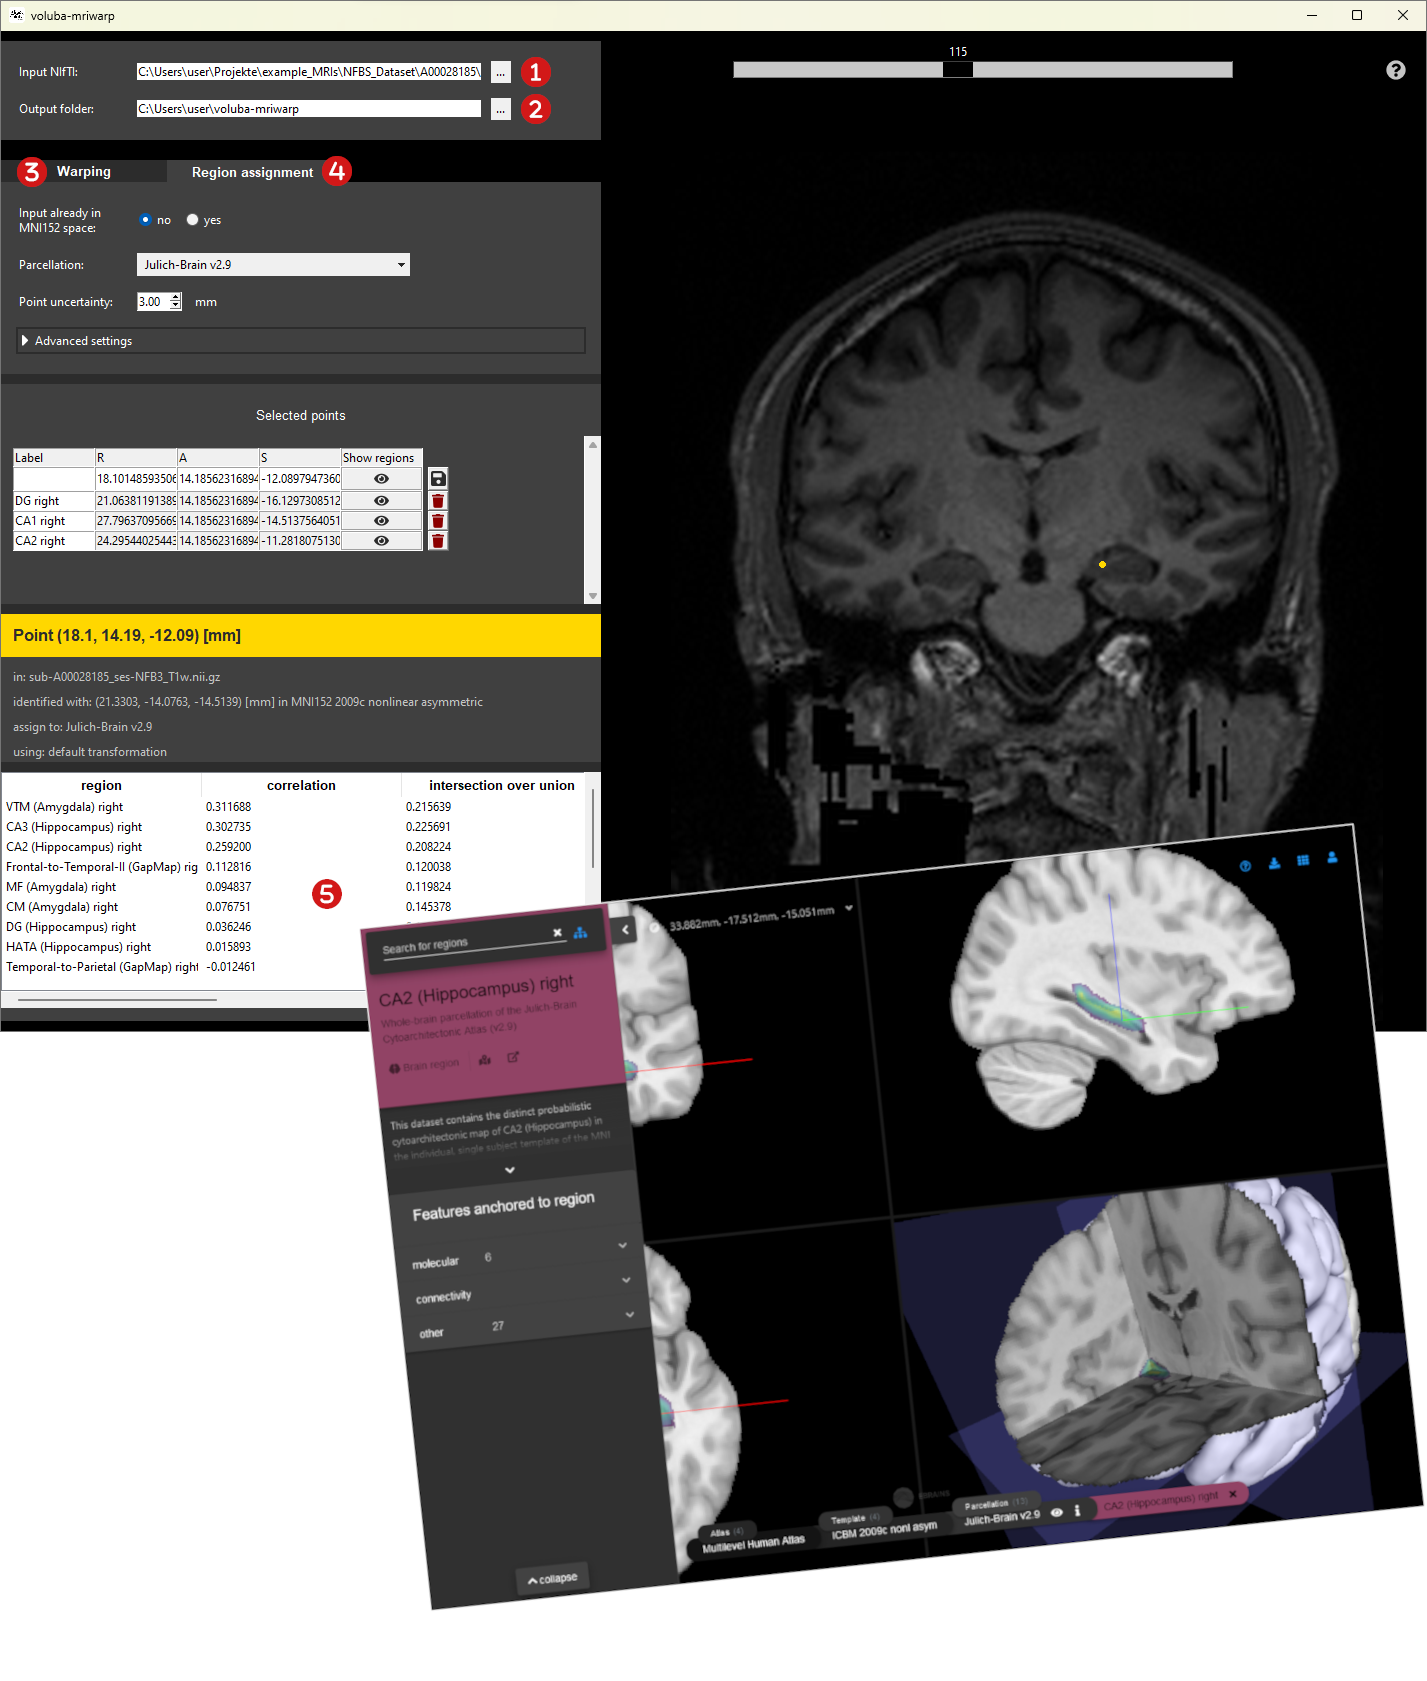 voluba-mriwarp
Input NIfTI:
C:\Users\user\Projekte\example_MRIs\NFBS_Dataset\A00028185\
...
1
Output folder:
C:\Users\user\voluba-mriwarp
...
2
3
Warping
Region assignment
4
Input already in
MNI152 space:
no
yes
Parcellation:
Julich-Brain v2.9
Point uncertainty:
3.00
mm
Advanced settings
Selected points
Label R A S Show regions
18.10148593506 14.18562316894 -12.0897947360
DG right 21.06381191389 14.18562316894 -16.1297308512
CA1 right 27.79637095669 14.18562316894 -14.5137564051
CA2 right 24.29544025443 14.18562316894 -11.2818075130
Point (18.1, 14.19, -12.09) [mm]
in: sub-A00028185_ses-NFB3_T1w.nii.gz
identified with: (21.3303, -14.0763, -14.5139) [mm] in MNI152 2009c nonlinear asymmetric
assign to: Julich-Brain v2.9
using: default transformation
region correlation intersection over union
VTM (Amygdala) right 0.311688 0.215639
CA3 (Hippocampus) right 0.302735 0.225691
CA2 (Hippocampus) right 0.259200 0.208224
Frontal-to-Temporal-II (GapMap) rig 0.112816 0.120038
MF (Amygdala) right 0.094837 0.119824
CM (Amygdala) right 0.076751 0.145378
DG (Hippocampus) right 0.036246
HATA (Hippocampus) right 0.015893
Temporal-to-Parietal (GapMap) right -0.012461
5
115
?
Search for regions
33.882mm, -17.512mm, -15.051mm
CA2 (Hippocampus) right
Whole-brain parcellation of the Julich-Brain
Cytoarchitectonic Atlas (v2.9)
Brain region
This dataset contains the distinct probabilistic
cytoarchitectonic map of CA2 (Hippocampus) in
the individual, single subject template of the MNI
Features anchored to region
molecular 6
connectivity
other 27
collapse
EBRAINS
Atlas (4)
Multilevel Human Atlas
Template (4)
ICBM 2009c nonl asym
Parcellation (13)
Julich-Brain v2.9
CA2 (Hippocampus) right